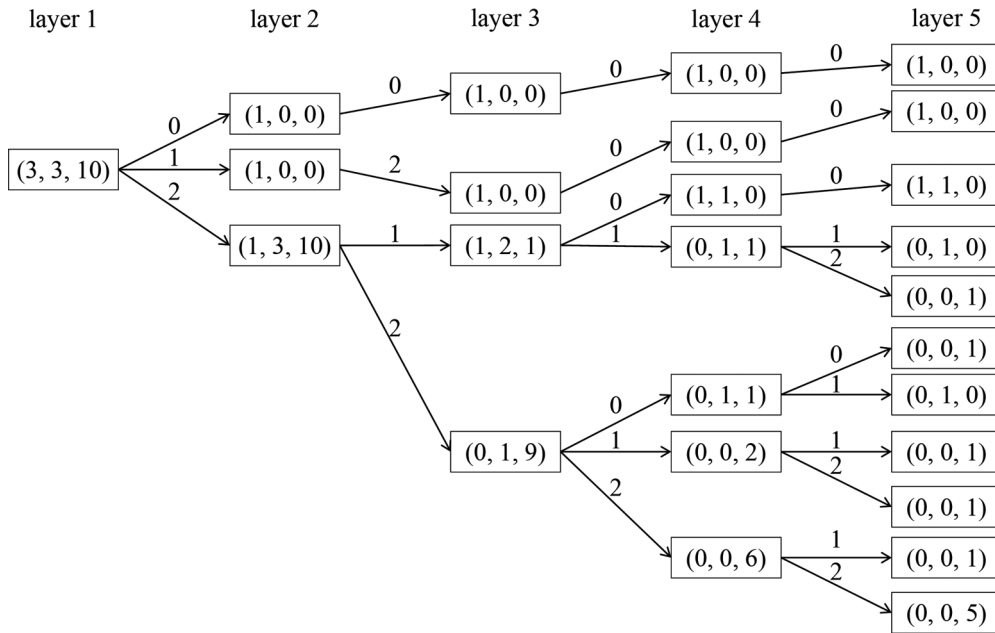 layer 1 layer 2 layer 3 layer 4 layer 5
0 (1, 0, 0)
0 (1, 0, 0)
0 (1, 0, 0)
(1, 0, 0)
0 (1, 0, 0)
0 0 (1, 0, 0)
(3, 3, 10) 1 (1, 0, 0) 2 (1, 0, 0) 0 (1, 1, 0) 0 (1, 1, 0)
2
(1, 3, 10) 1 (1, 2, 1) 1 (0, 1, 1) 1 (0, 1, 0)
2
(0, 0, 1)
2 0 (0, 0, 1)
0 (0, 1, 1) 1 (0, 1, 0)
(0, 1, 9) 1 (0, 0, 2) 1 (0, 0, 1)
2
2 (0, 0, 1)
(0, 0, 6) 1 (0, 0, 1)
2
(0, 0, 5)